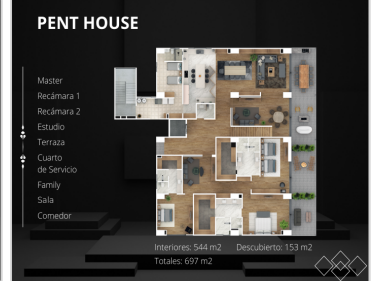 PENT HOUSE
Master
Recámara 1
Recámara 2
Estudio
Terraza
Cuarto
de Servicio
Family
Sala
Comedor
Interiores: 544 m2 Descubierto: 153 m2
Totales: 697 m2